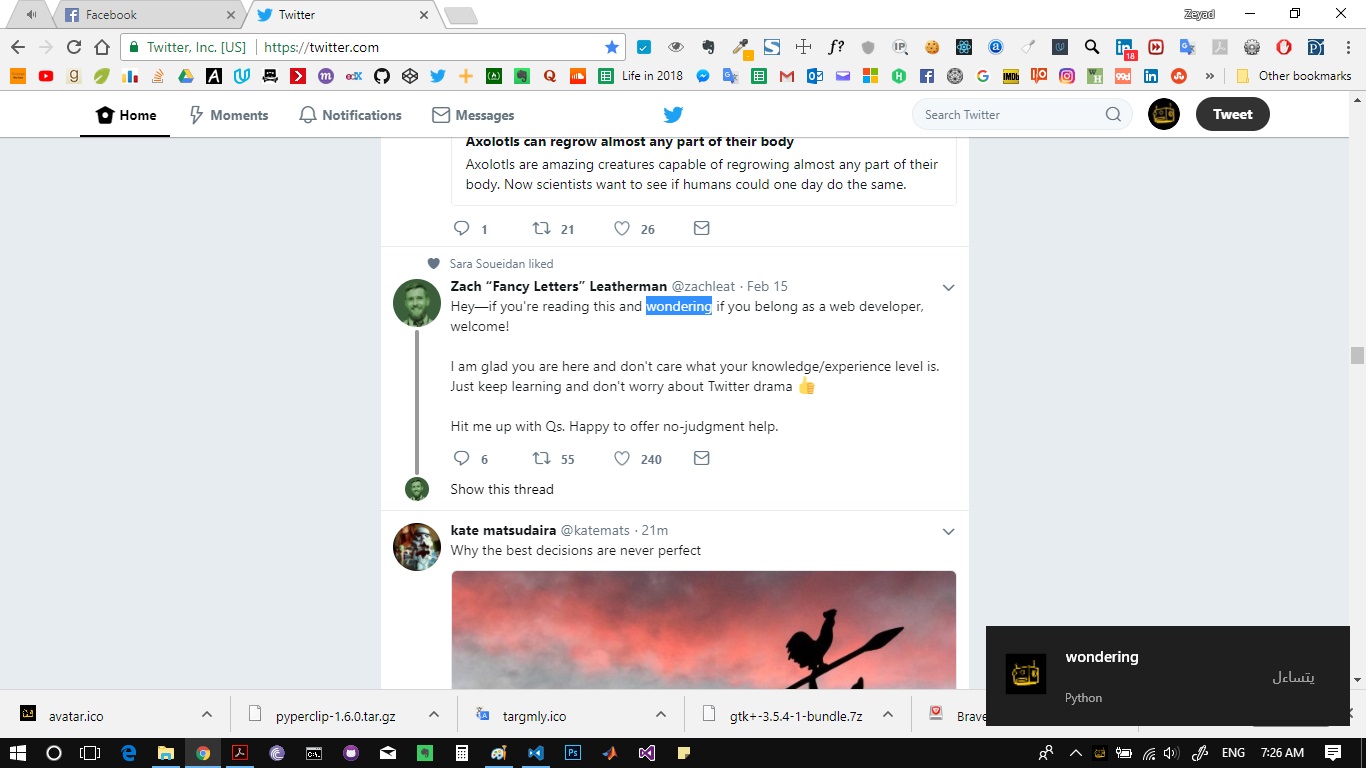 Facebook
Twitter
Zeyad
Twitter, Inc. [US]
https://twitter.com
f?
IP
18
Life in 2018
Other bookmarks
Home
Moments
Notifications
Messages
Search Twitter
Tweet
Axolotls can regrow almost any part of their body
Axolotls are amazing creatures capable of regrowing almost any part of their
body. Now scientists want to see if humans could one day do the same.
1 21 26
Sara Soueidan liked
Zach “Fancy Letters” Leatherman @zachleat · Feb 15
Hey—if you're reading this and wondering if you belong as a web developer,
welcome!
I am glad you are here and don't care what your knowledge/experience level is.
Just keep learning and don't worry about Twitter drama 👍
Hit me up with Qs. Happy to offer no-judgment help.
6 55 240
Show this thread
kate matsudaira @katemats · 21m
Why the best decisions are never perfect
wondering
يتساءل
Python
avatar.ico
pyperclip-1.6.0.tar.gz
targmly.ico
gtk+-3.5.4-1-bundle.7z
Brave
ENG
7:26 AM